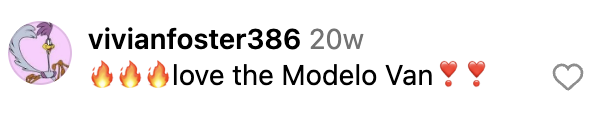 vivianfoster386 20w
🔥🔥🔥love the Modelo Van❣️❣️